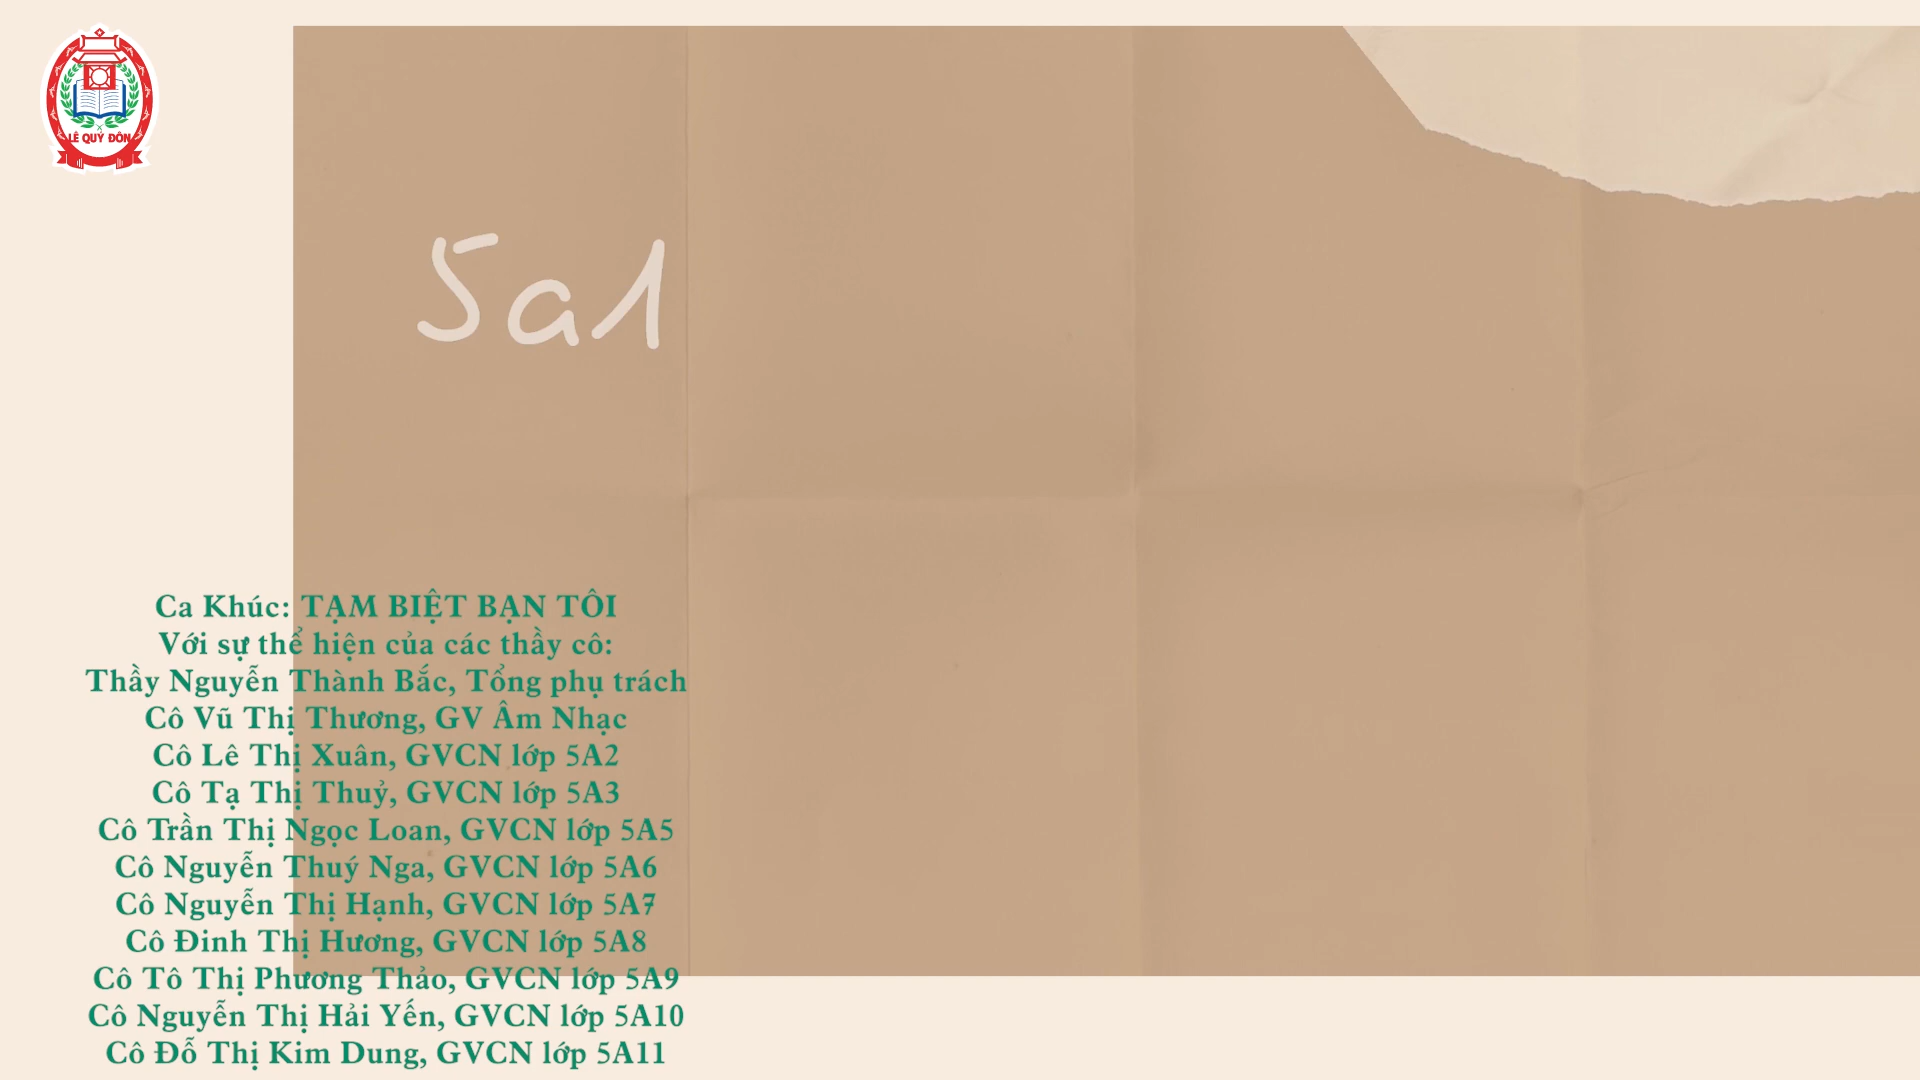 LÊ QUÝ ĐÔN
5a1
Ca Khúc: TẠM BIỆT BẠN TÔI
Với sự thể hiện của các thầy cô:
Thầy Nguyễn Thành Bắc, Tổng phụ trách
Cô Vũ Thị Thương, GV Âm Nhạc
Cô Lê Thị Xuân, GVCN lớp 5A2
Cô Tạ Thị Thuỷ, GVCN lớp 5A3
Cô Trần Thị Ngọc Loan, GVCN lớp 5A5
Cô Nguyễn Thuý Nga, GVCN lớp 5A6
Cô Nguyễn Thị Hạnh, GVCN lớp 5A7
Cô Đinh Thị Hương, GVCN lớp 5A8
Cô Tô Thị Phương Thảo, GVCN lớp 5A9
Cô Nguyễn Thị Hải Yến, GVCN lớp 5A10
Cô Đỗ Thị Kim Dung, GVCN lớp 5A11